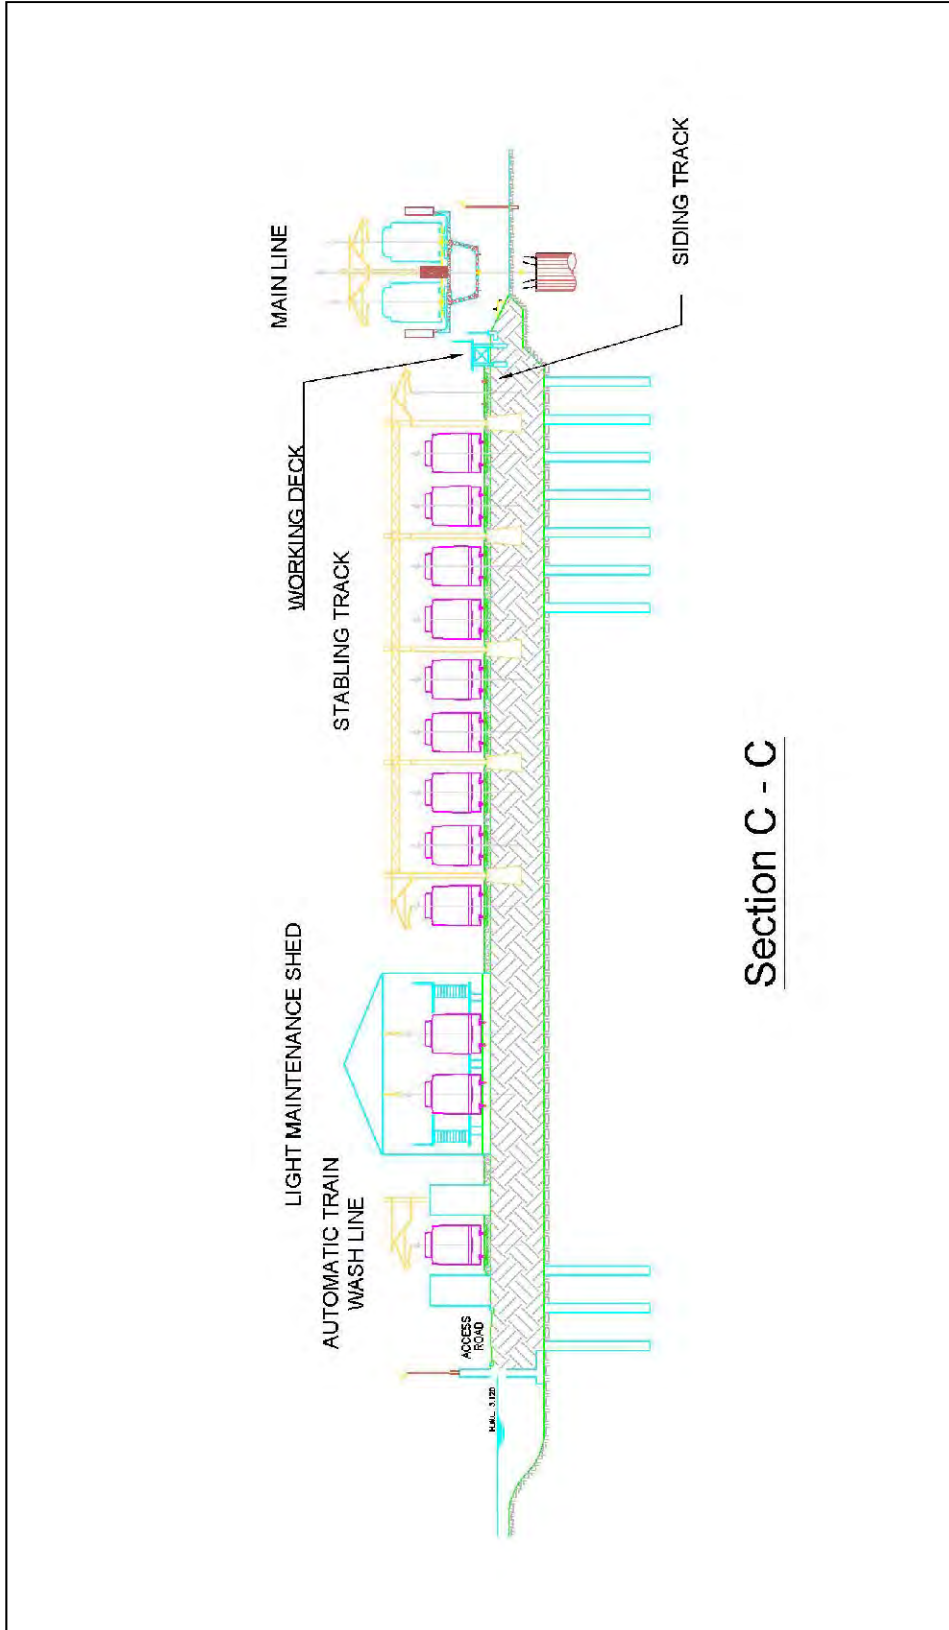 MAIN LINE
SIDING TRACK
WORKING DECK
STABLING TRACK
LIGHT MAINTENANCE SHED
AUTOMATIC TRAIN
WASH LINE
ACCESS
ROAD
Section C - C